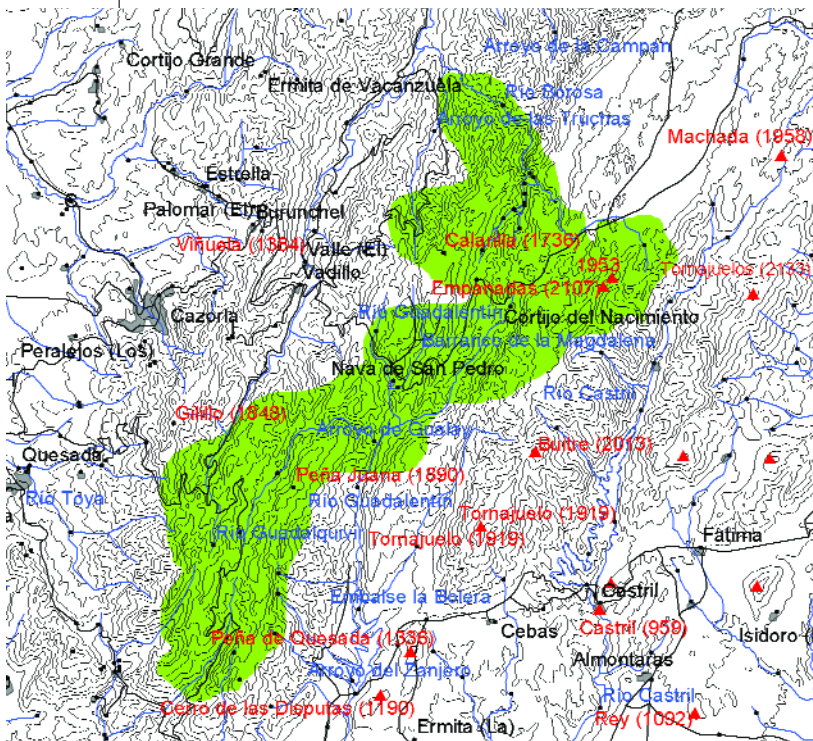 Arroyo de la Campan
Cortijo Grande
Ermita de Vacanzuela
Río Borosa
Arroyo de las Truchas
Machada (1958)
Estrella
Palomar (El)
Burunchel
Viñuela (1384)
Valle (El)
Calarilla (1736)
Vadillo
1953
Tornajuelos (2133)
Empanadas (2107)
Río Guadalentín
Cazorla
Cortijo del Nacimiento
Barranco de la Magdalena
Peralejos (Los)
Nava de San Pedro
Río Castril
Gilillo (1848)
Arroyo de Gualay
Buitre (2013)
Quesada
Peña Juana (1890)
Río Toya
Río Guadalentín
Tornajuelo (1919)
a
Río Guadalquivir
Tornajuelo (1919)
Fátima
Embalse la Bolera
Castril
Cebas
Castril (959)
Isidoro (
Peña de Quesada (1336)
Almontaras
Arroyo del Zanjero
Río Castril
Cerro de las Disputas (1190)
Rey (1092)
Ermita (La)